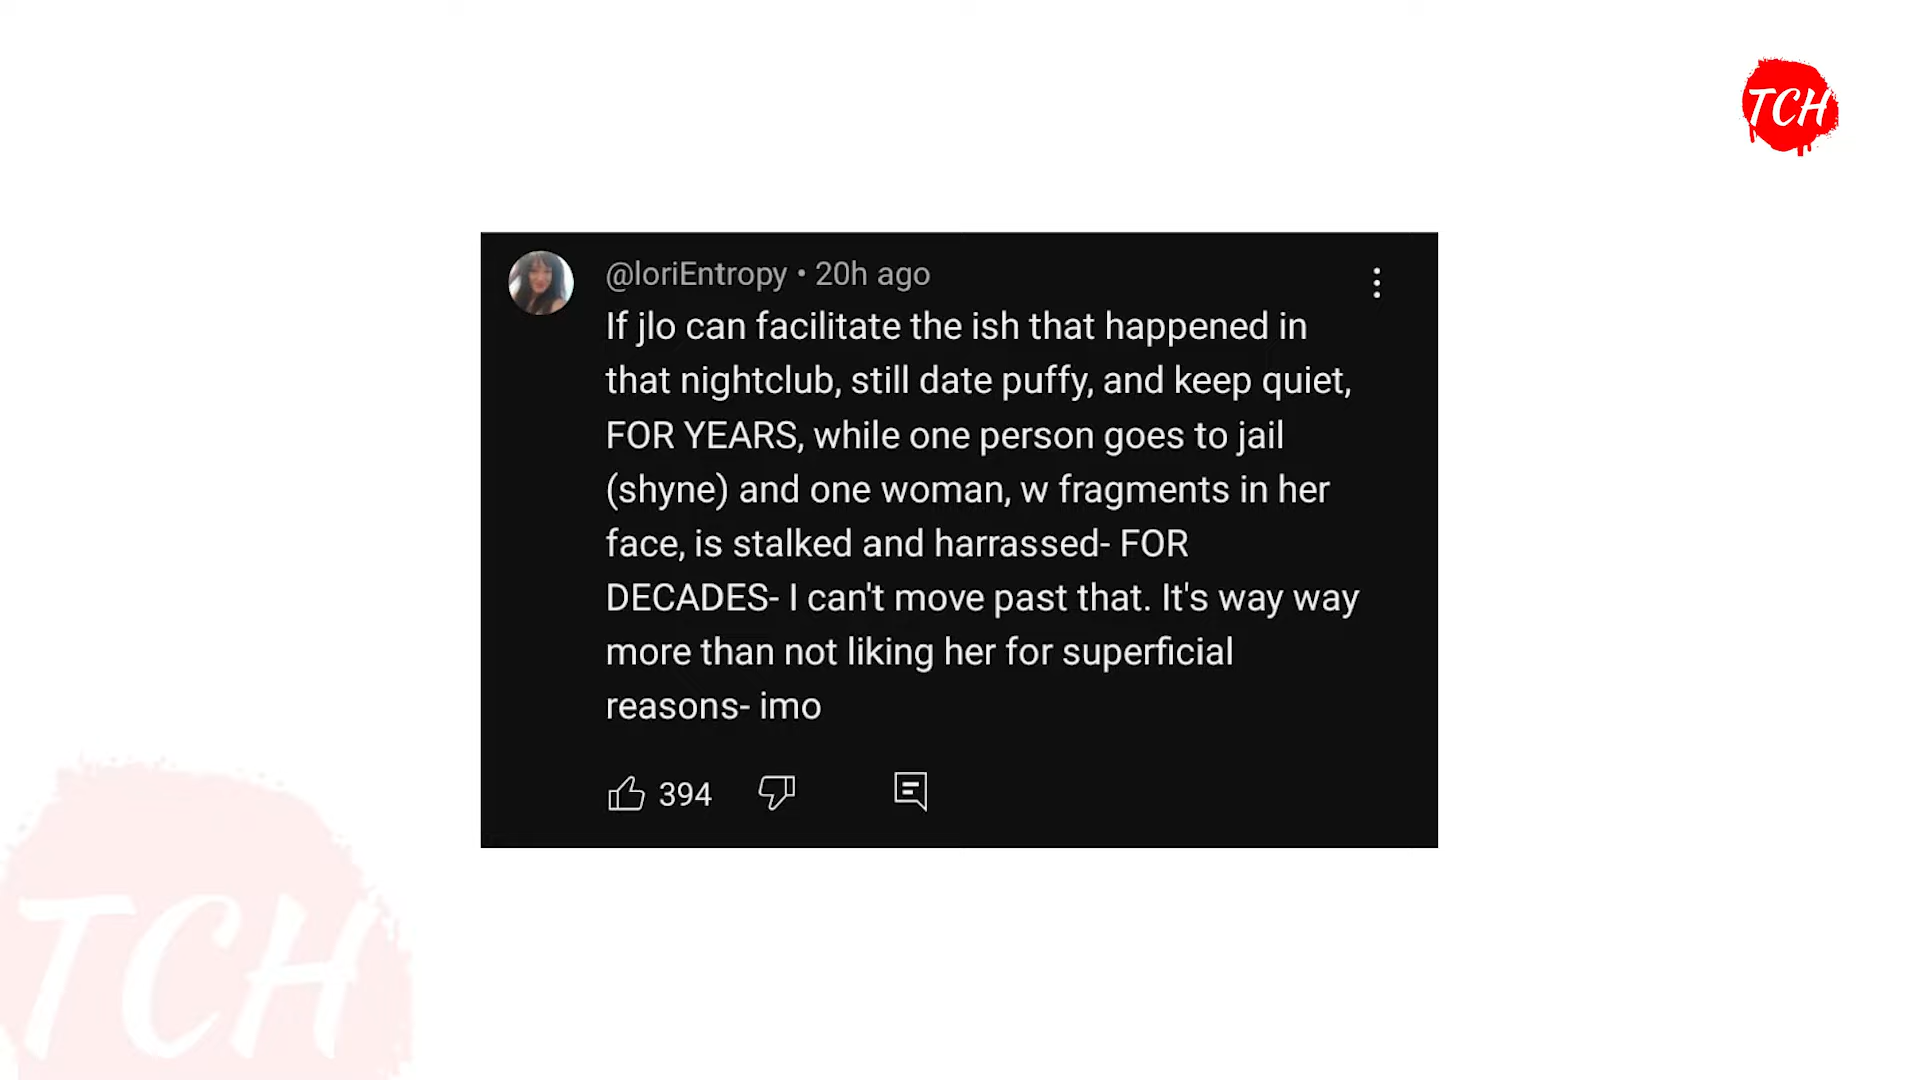 TCH
@loriEntropy • 20h ago
If jlo can facilitate the ish that happened in
that nightclub, still date puffy, and keep quiet,
FOR YEARS, while one person goes to jail
(shyne) and one woman, w fragments in her
face, is stalked and harrassed- FOR
DECADES- I can't move past that. It's way way
more than not liking her for superficial
reasons- imo
394
TCH